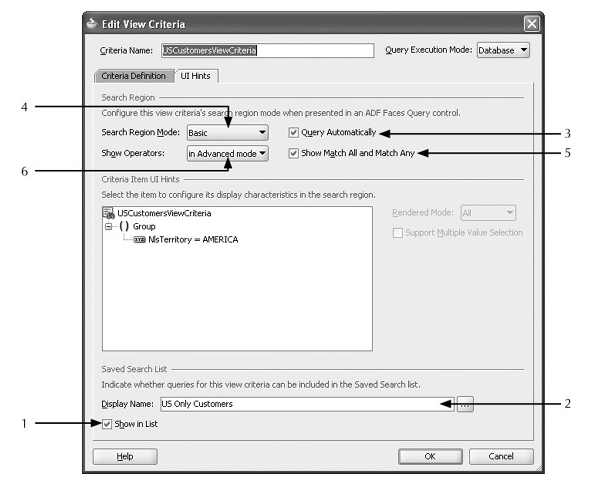 Edit View Criteria
Criteria Name: USCustomersViewCriteria Query Execution Mode: Database
Criteria Definition UI Hints
Search Region
Configure this view criteria's search region mode when presented in an ADF Faces Query control.
4 Search Region Mode: Basic Query Automatically 3
Show Operators: in Advanced mode Show Match All and Match Any 5
6
Criteria Item UI Hints
Select the item to configure its display characteristics in the search region.
USCustomersViewCriteria Rendered Mode: All
( ) Group Support Multiple Value Selection
NlsTerritory = AMERICA
Saved Search List
Indicate whether queries for this view criteria can be included in the Saved Search list.
Display Name: US Only Customers ... 2
1 Show in List
Help OK Cancel